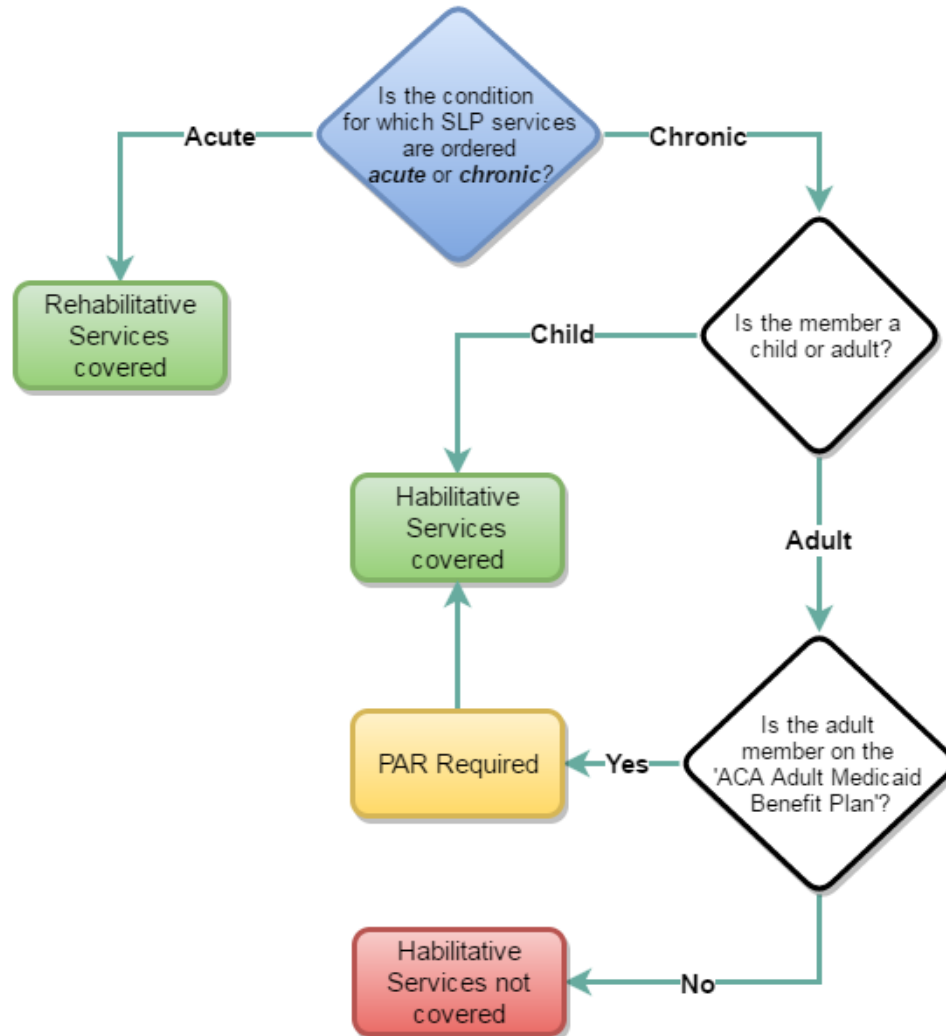 Is the condition
for which SLP services
are ordered
acute or chronic?
Acute
Chronic
Rehabilitative
Services
covered
Is the member a
child or adult?
Child
Habilitative
Services
covered
Adult
Is the adult
member on the
'ACA Adult Medicaid
Benefit Plan'?
Yes
PAR Required
No
Habilitative
Services not
covered